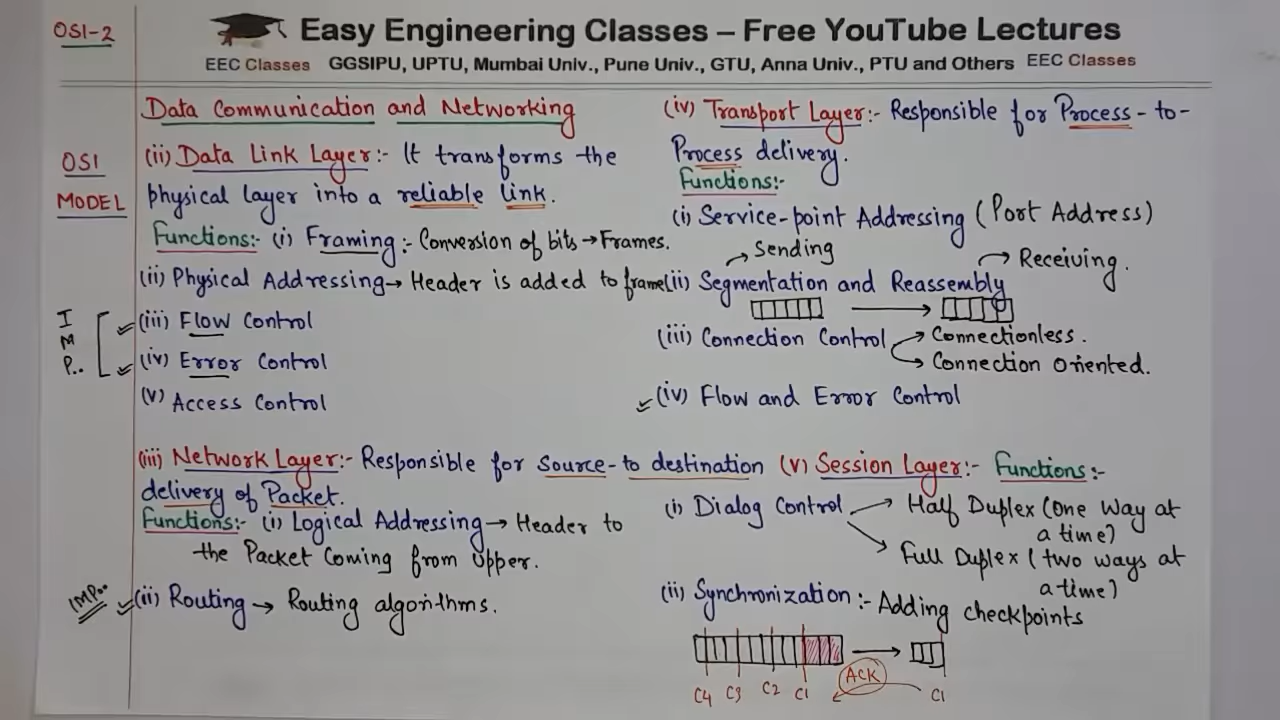 OSI-2
Easy Engineering Classes – Free YouTube Lectures
EEC Classes GGSIPU, UPTU, Mumbai Univ., Pune Univ., GTU, Anna Univ., PTU and Others EEC Classes
OSI
MODEL
Data Communication and Networking
(ii) Data Link Layer:- It transforms the
physical layer into a reliable link.
Functions:- (i) Framing:- Conversion of bits→Frames.
(ii) Physical Addressing→ Header is added to frame
IMP..
(iii) Flow Control
(iv) Error Control
(v) Access Control
(iii) Network Layer:- Responsible for Source-to destination
delivery of Packet.
Functions:- (i) Logical Addressing → Header to
the Packet Coming from Upper.
IMP..
(ii) Routing → Routing algorithms.
(iv) Transport Layer:- Responsible for Process-to-
Process delivery.
Functions:-
(i) Service-point Addressing (Port Address)
Sending
Receiving.
(ii) Segmentation and Reassembly
(iii) Connection Control
Connectionless.
Connection Oriented.
(iv) Flow and Error Control
(v) Session Layer:- Functions:-
(i) Dialog Control → Half Duplex (One Way at
a time)
Full Duplex (two ways at
a time)
(ii) Synchronization:- Adding checkpoints
C4 C3 C2 C1 ACK C1